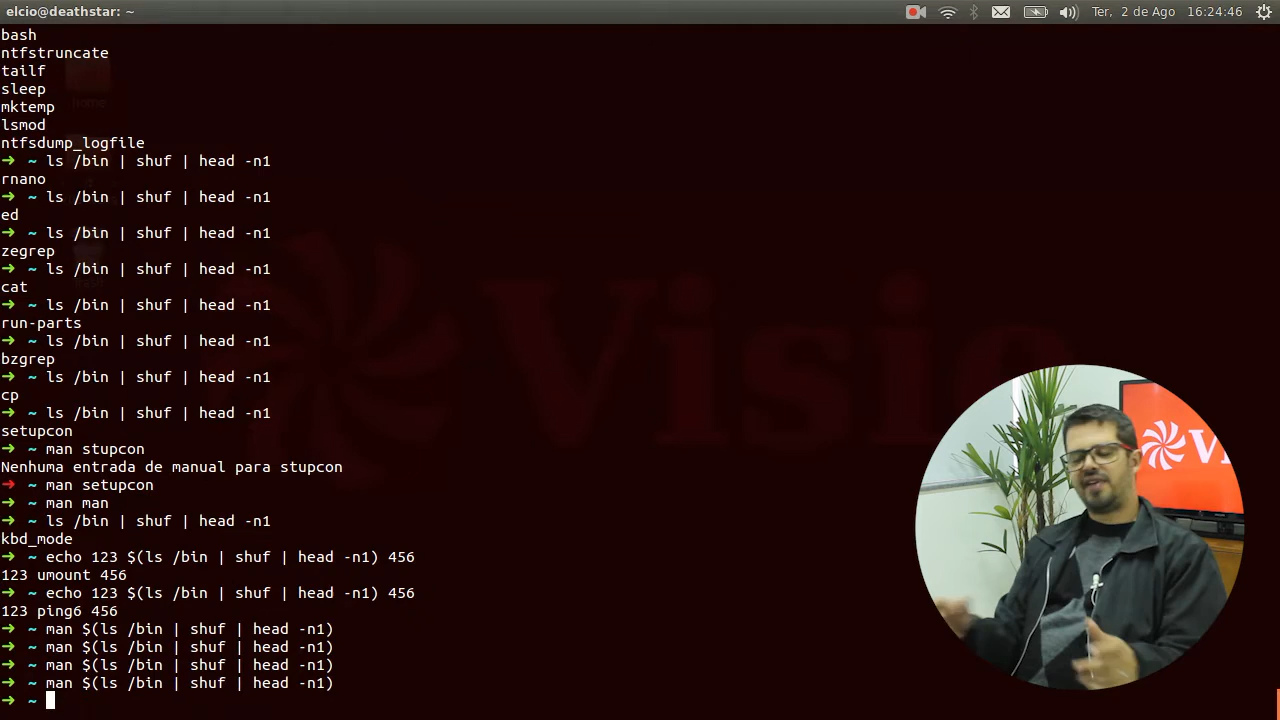 elcio@deathstar: ~
Ter, 2 de Ago 16:24:46
bash
ntfstruncate
tailf
sleep
mktemp
lsmod
ntfsdump_logfile
➜ ~ ls /bin | shuf | head -n1
rnano
➜ ~ ls /bin | shuf | head -n1
ed
➜ ~ ls /bin | shuf | head -n1
zegrep
➜ ~ ls /bin | shuf | head -n1
cat
➜ ~ ls /bin | shuf | head -n1
run-parts
➜ ~ ls /bin | shuf | head -n1
bzgrep
➜ ~ ls /bin | shuf | head -n1
cp
➜ ~ ls /bin | shuf | head -n1
setupcon
➜ ~ man stupcon
Nenhuma entrada de manual para stupcon
➜ ~ man setupcon
➜ ~ man man
➜ ~ ls /bin | shuf | head -n1
kbd_mode
➜ ~ echo 123 $(ls /bin | shuf | head -n1) 456
123 umount 456
➜ ~ echo 123 $(ls /bin | shuf | head -n1) 456
123 ping6 456
➜ ~ man $(ls /bin | shuf | head -n1)
➜ ~ man $(ls /bin | shuf | head -n1)
➜ ~ man $(ls /bin | shuf | head -n1)
➜ ~ man $(ls /bin | shuf | head -n1)
➜ ~
Visie